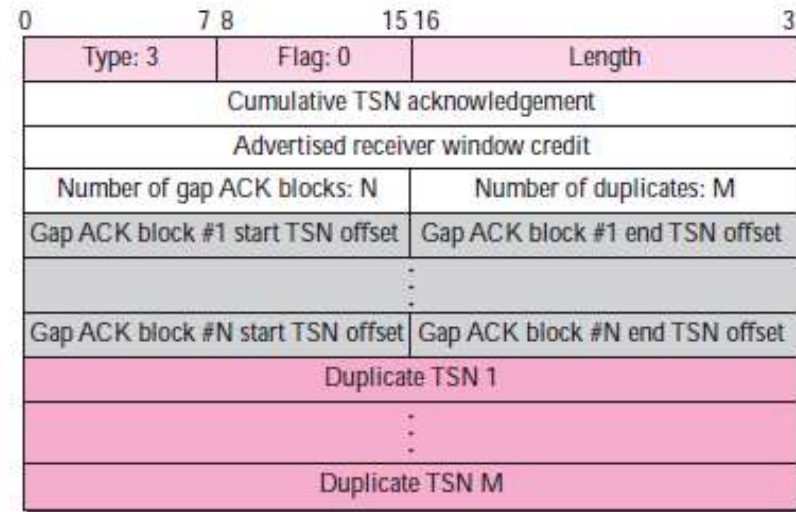 0 7 8 15 16 3
Type: 3 Flag: 0 Length
Cumulative TSN acknowledgement
Advertised receiver window credit
Number of gap ACK blocks: N Number of duplicates: M
Gap ACK block #1 start TSN offset Gap ACK block #1 end TSN offset
Gap ACK block #N start TSN offset Gap ACK block #N end TSN offset
Duplicate TSN 1
Duplicate TSN M